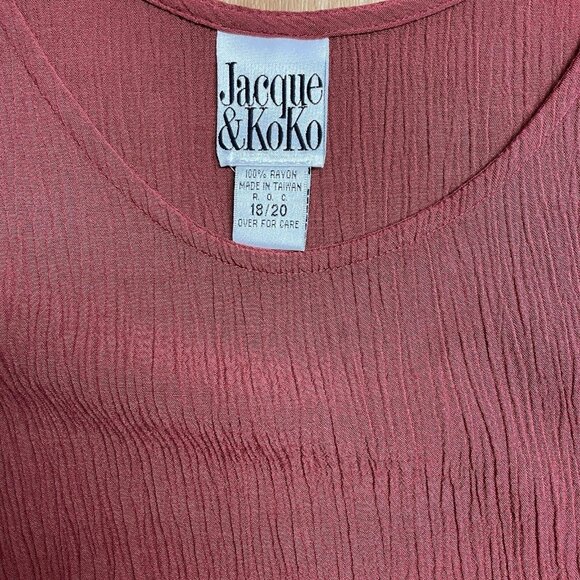 Jacque
&KoKo
100% RAYON
MADE IN TAIWAN
R. O. C.
18/20
OVER FOR CARE